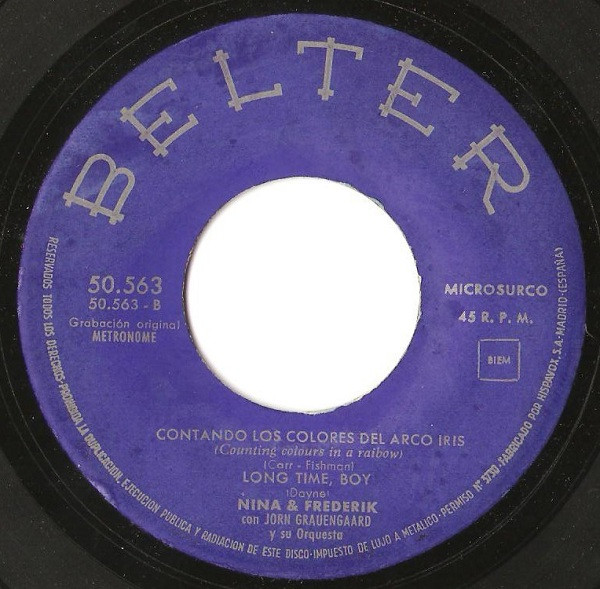 BELTER
50.563
50.563 - B
Grabación original
METRONOME
MICROSURCO
45 R. P. M.
BIEM
CONTANDO LOS COLORES DEL ARCO IRIS
(Counting colours in a raibow)
(Carr - Fishman)
LONG TIME, BOY
(Dayne)
NINA & FREDERIK
con JORN GRAUENGAARD
y su Orquesta
RESERVADOS TODOS LOS DERECHOS-PROHIBIDA LA DUPLICACION, EJECUCION PUBLICA Y RADIACION DE ESTE DISCO-IMPUESTO DE LUJO A METALICO-PERMISO Nº 3730-FABRICADO POR HISPAVOX, S.A.-MADRID-(ESPAÑA)